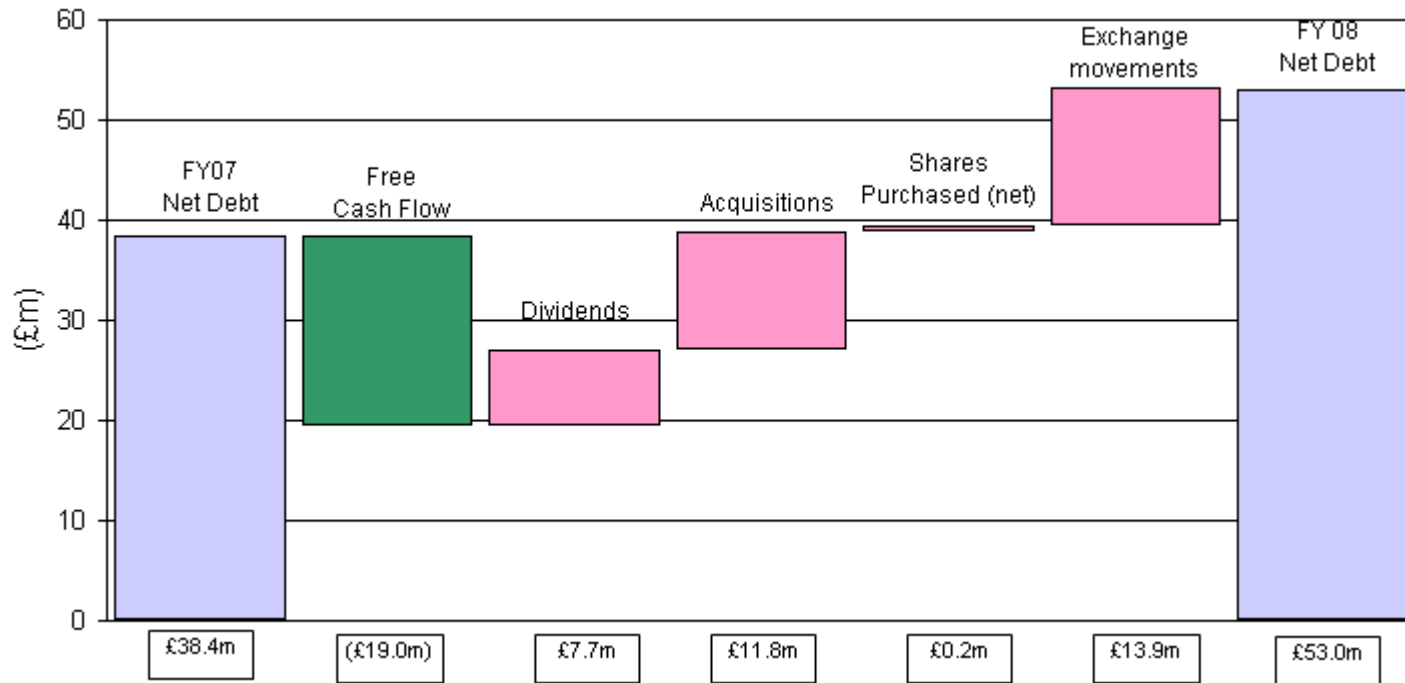 60
50
40
30
20
10
0
(£m)
FY07
Net Debt
Free
Cash Flow
Dividends
Acquisitions
Shares
Purchased (net)
Exchange
movements
FY 08
Net Debt
£38.4m
(£19.0m)
£7.7m
£11.8m
£0.2m
£13.9m
£53.0m